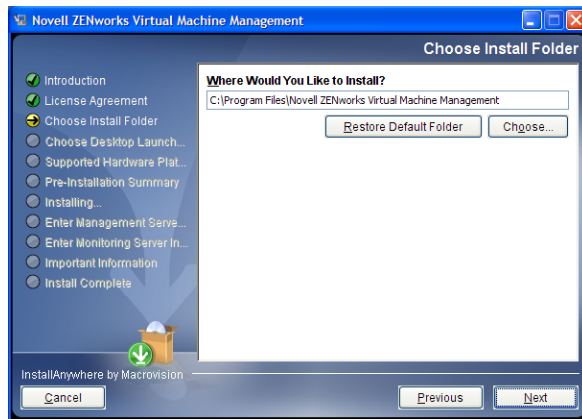 Novell ZENworks Virtual Machine Management
Choose Install Folder
Introduction
License Agreement
Choose Install Folder
Choose Desktop Launch...
Supported Hardware Plat...
Pre-Installation Summary
Installing...
Enter Management Serve...
Enter Monitoring Server In...
Important Information
Install Complete
Where Would You Like to Install?
C:\Program Files\Novell ZENworks Virtual Machine Management
Restore Default Folder
Choose...
InstallAnywhere by Macrovision
Cancel
Previous
Next